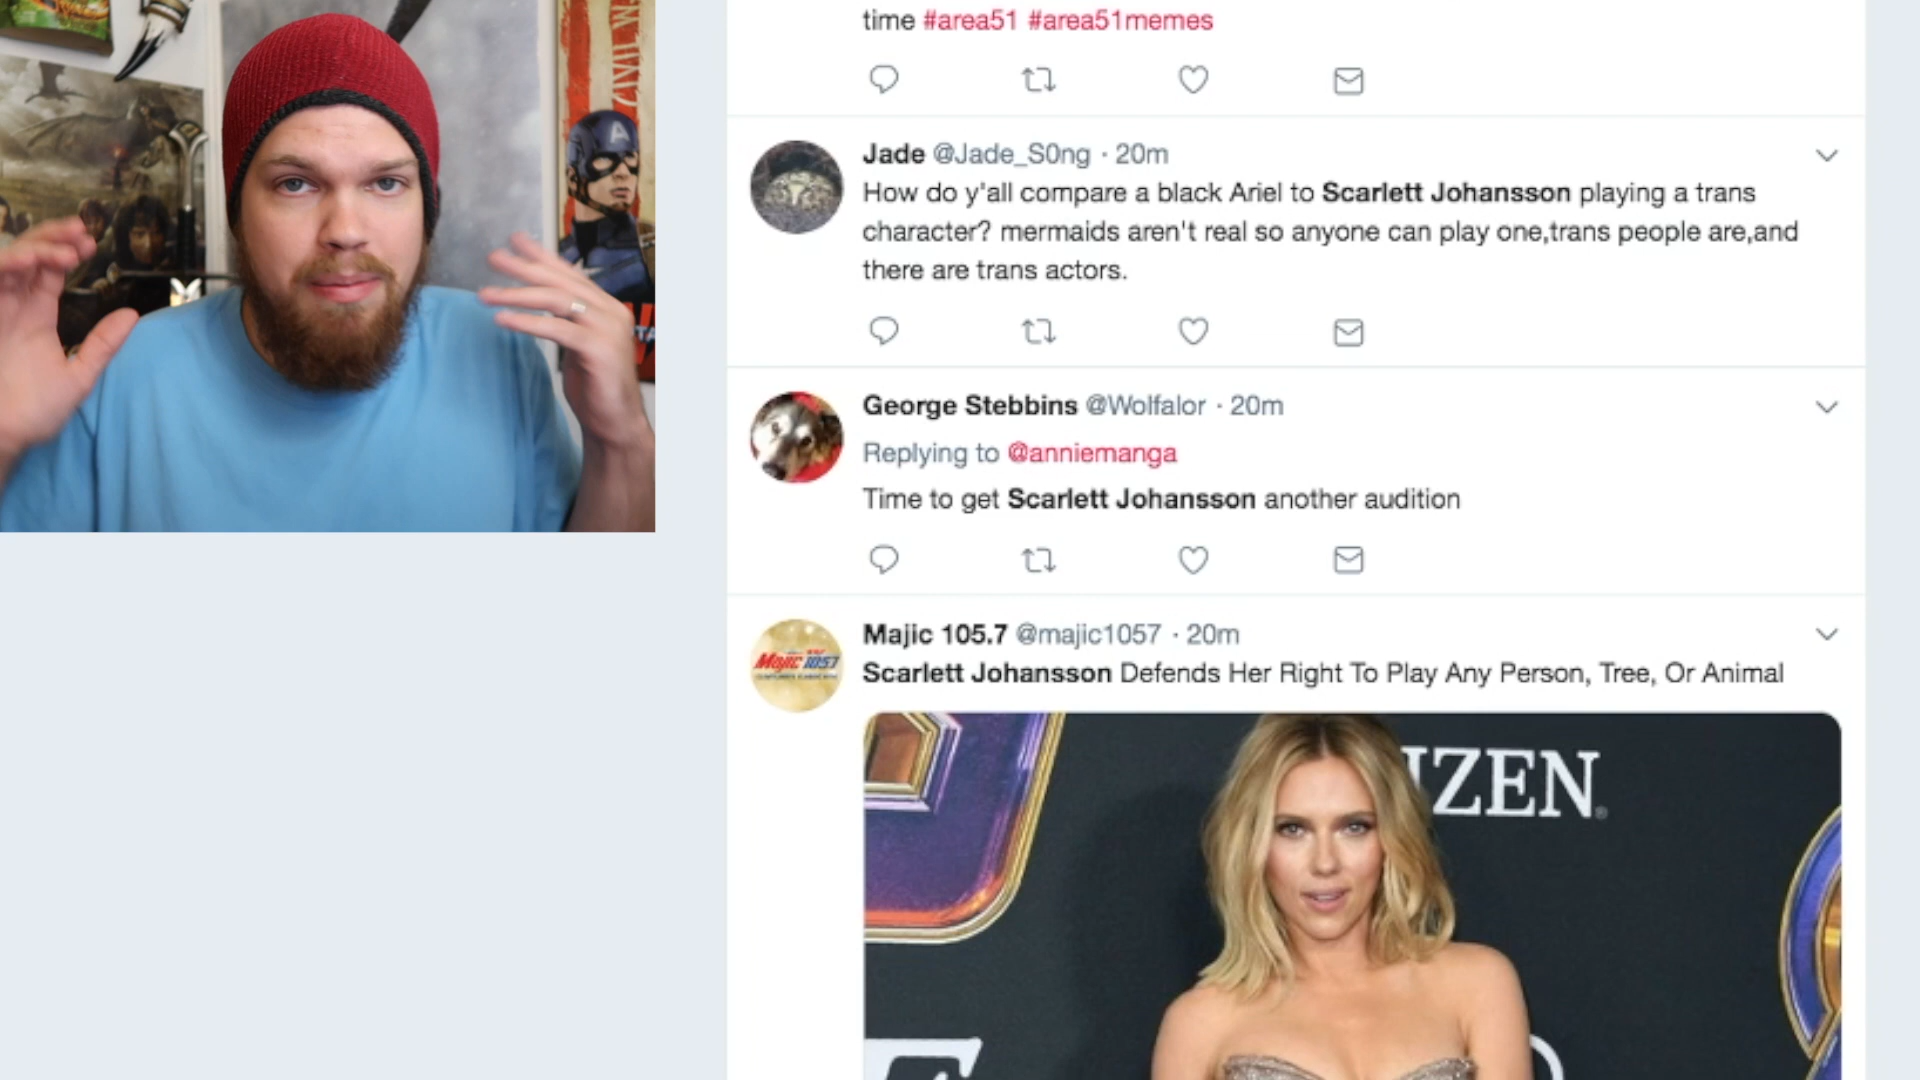 time #area51 #area51memes
Jade @Jade_S0ng · 20m
How do y'all compare a black Ariel to Scarlett Johansson playing a trans
character? mermaids aren't real so anyone can play one,trans people are,and
there are trans actors.
George Stebbins @Wolfalor · 20m
Replying to @anniemanga
Time to get Scarlett Johansson another audition
Majic 105.7 @majic1057 · 20m
Majic 105.7
Scarlett Johansson Defends Her Right To Play Any Person, Tree, Or Animal
IZEN